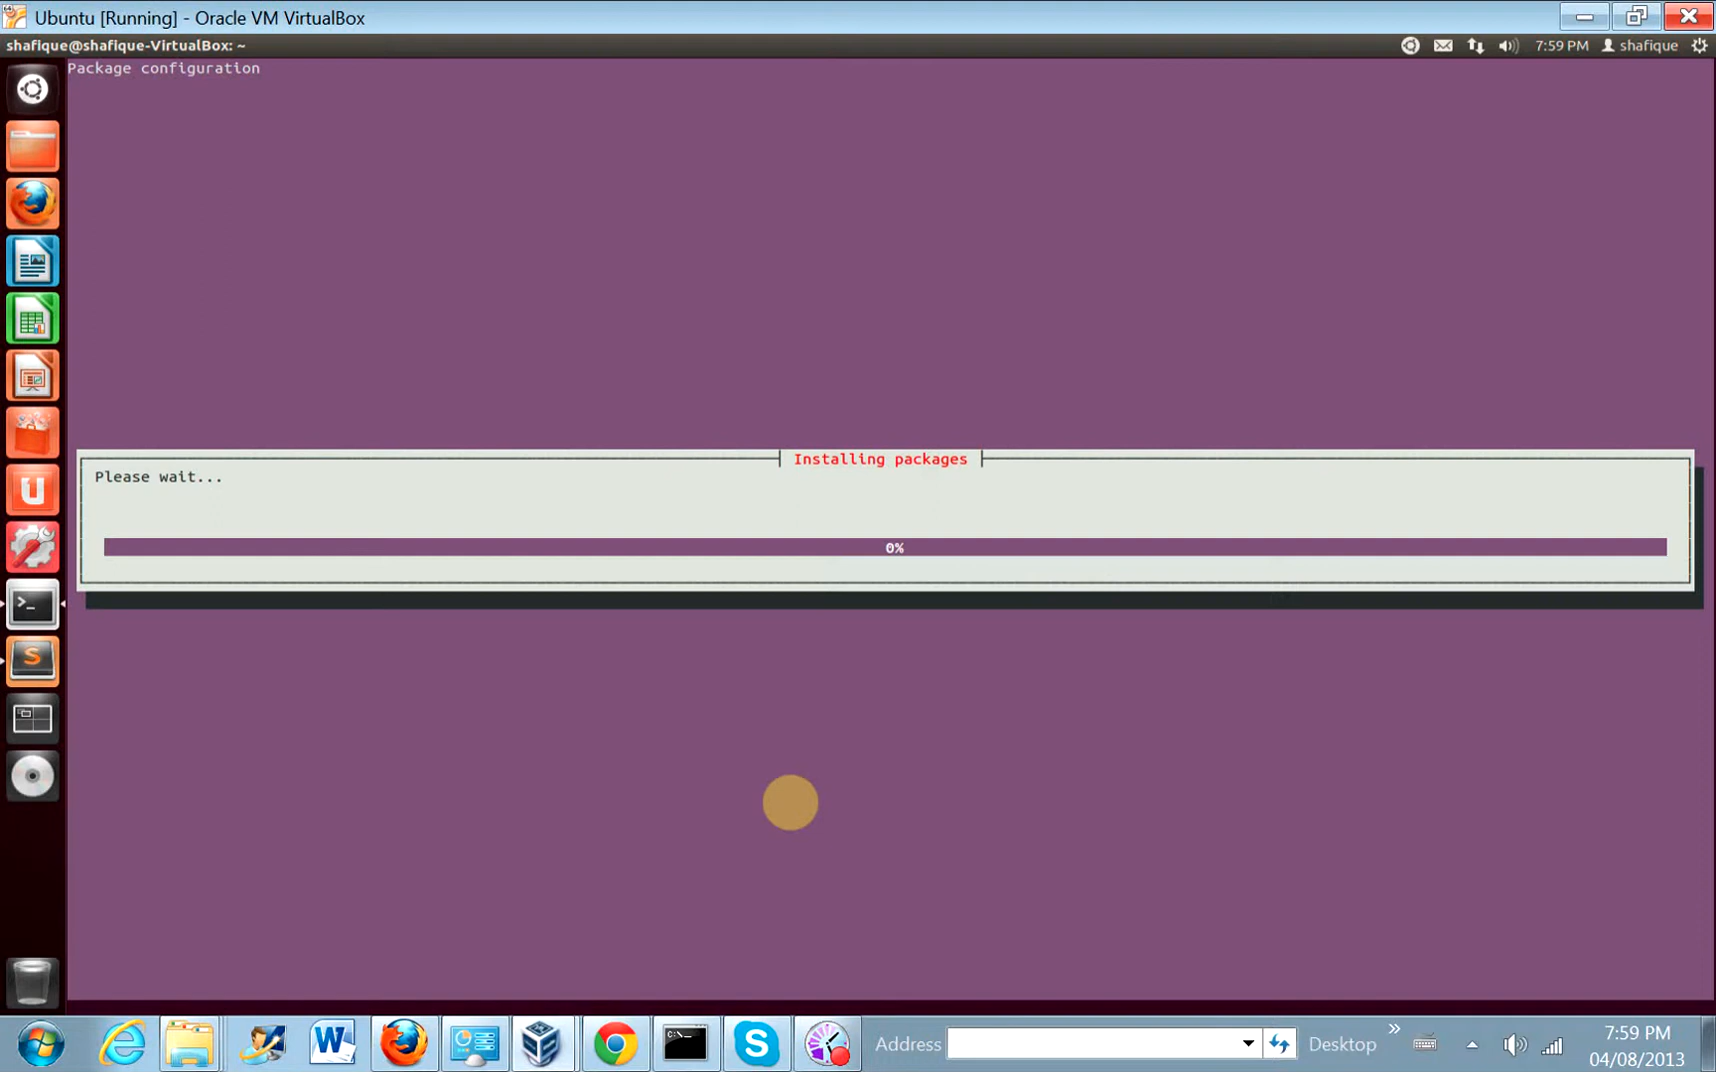 Ubuntu [Running] - Oracle VM VirtualBox
shafique@shafique-VirtualBox: ~
7:59 PM
shafique
Package configuration
Installing packages
Please wait...
0%
Address
Desktop
7:59 PM
04/08/2013